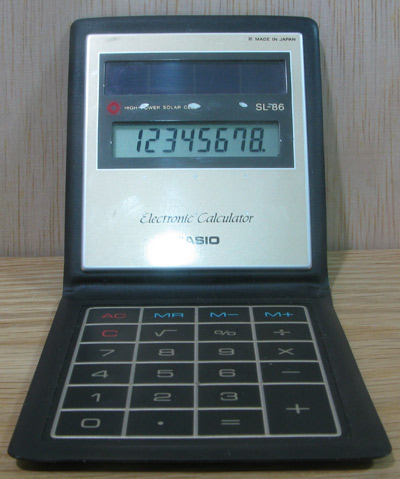 MADE IN JAPAN
HIGH POWER SOLAR CELL
SL-86
12345678.
Electronic Calculator
CASIO
AC MR M- M+
C √ % ÷
7 8 9 X
4 5 6 -
1 2 3 +
0 · =